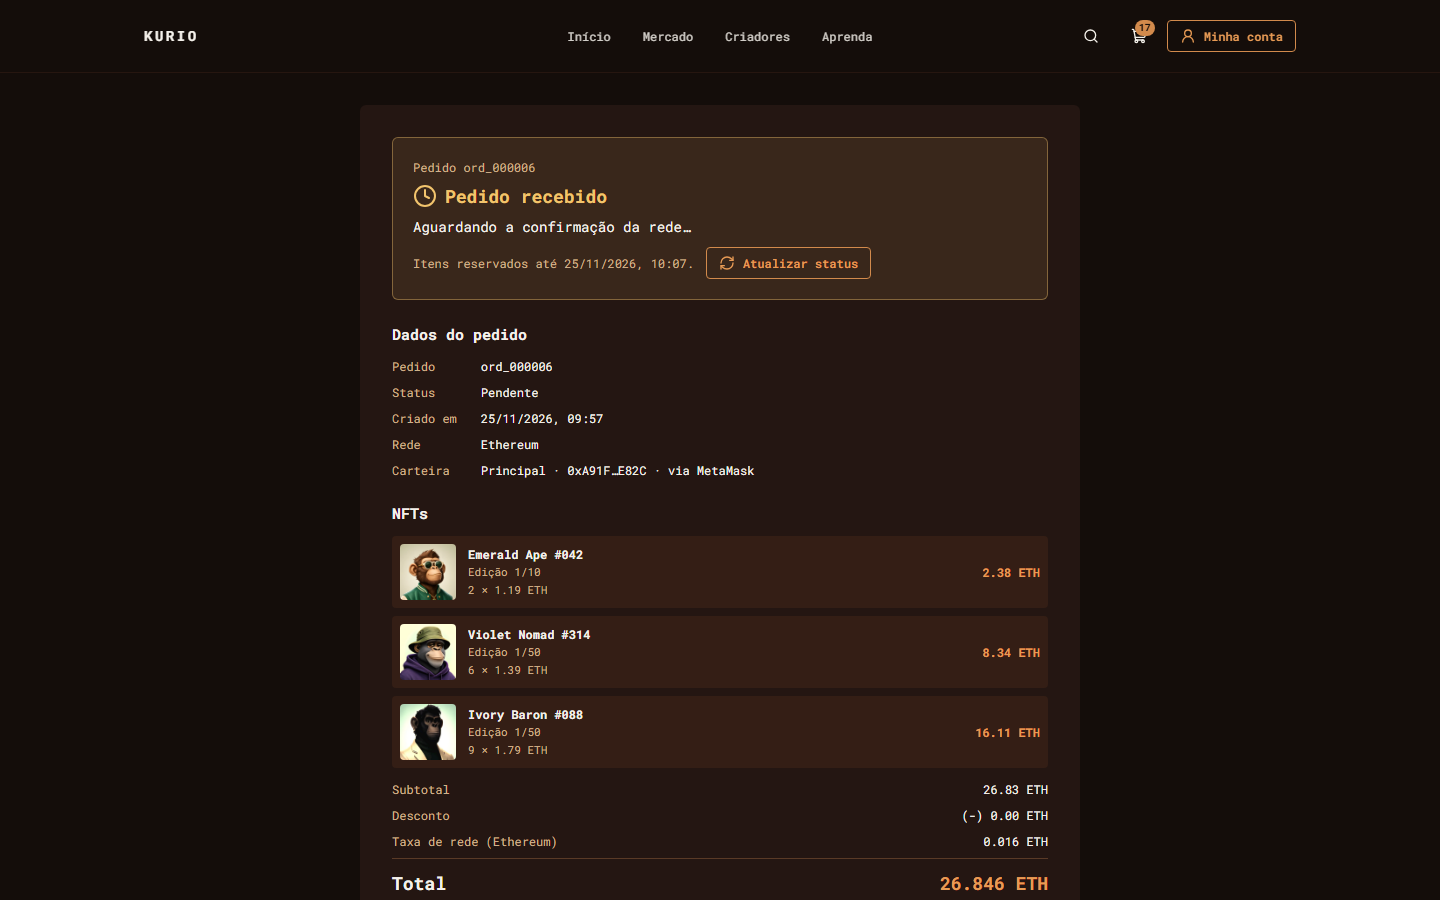 KURIO
Início
Mercado
Criadores
Aprenda
17
Minha conta
Pedido ord_000006
Pedido recebido
Aguardando a confirmação da rede…
Itens reservados até 25/11/2026, 10:07.
Atualizar status
Dados do pedido
Pedido ord_000006
Status Pendente
Criado em 25/11/2026, 09:57
Rede Ethereum
Carteira Principal · 0xA91F…E82C · via MetaMask
NFTs
Emerald Ape #042
Edição 1/10
2 × 1.19 ETH
2.38 ETH
Violet Nomad #314
Edição 1/50
6 × 1.39 ETH
8.34 ETH
Ivory Baron #088
Edição 1/50
9 × 1.79 ETH
16.11 ETH
Subtotal 26.83 ETH
Desconto (-) 0.00 ETH
Taxa de rede (Ethereum) 0.016 ETH
Total 26.846 ETH